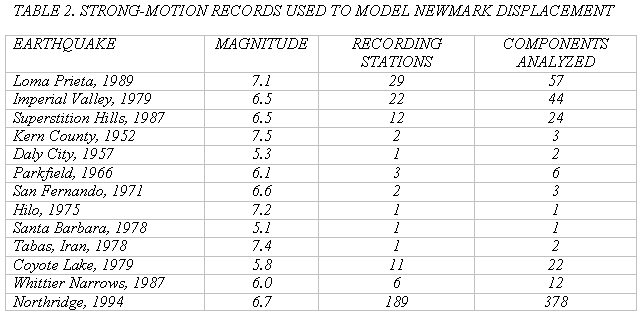 TABLE 2. STRONG-MOTION RECORDS USED TO MODEL NEWMARK DISPLACEMENT
EARTHQUAKE MAGNITUDE RECORDING STATIONS COMPONENTS ANALYZED
Loma Prieta, 1989 7.1 29 57
Imperial Valley, 1979 6.5 22 44
Superstition Hills, 1987 6.5 12 24
Kern County, 1952 7.5 2 3
Daly City, 1957 5.3 1 2
Parkfield, 1966 6.1 3 6
San Fernando, 1971 6.6 2 3
Hilo, 1975 7.2 1 1
Santa Barbara, 1978 5.1 1 1
Tabas, Iran, 1978 7.4 1 2
Coyote Lake, 1979 5.8 11 22
Whittier Narrows, 1987 6.0 6 12
Northridge, 1994 6.7 189 378